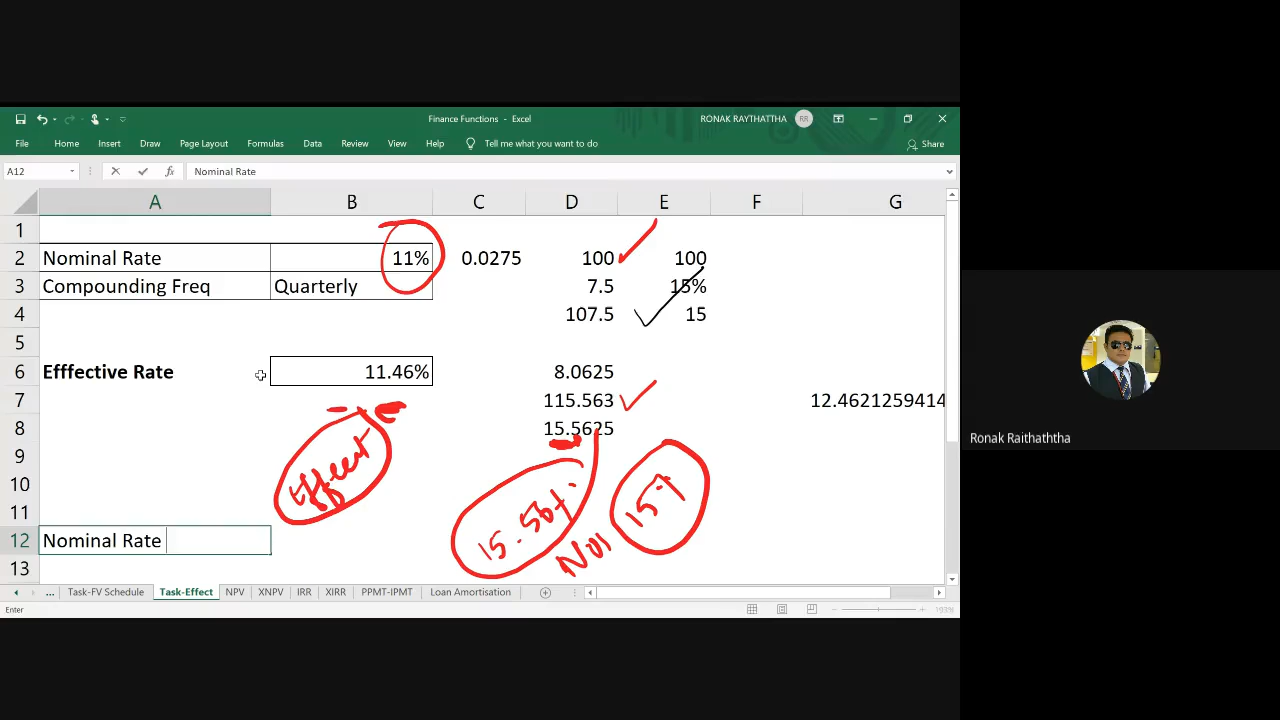 Finance Functions - Excel
RONAK RAYTHATTHA
RR
File Home Insert Draw Page Layout Formulas Data Review View Help Tell me what you want to do Share
A12 fx Nominal Rate
A B C D E F G
1
2 Nominal Rate 11% 0.0275 100 100
3 Compounding Freq Quarterly 7.5 15%
4 107.5 15
5
6 Efffective Rate 11.46% 8.0625
7 115.563 12.4621259414
8 15.5625
9
10
11
12 Nominal Rate
13
Effect
15.56%
Nom
15%
... Task-FV Schedule Task-Effect NPV XNPV IRR XIRR PPMT-IPMT Loan Amortisation
Enter
193%
Ronak Raithaththa